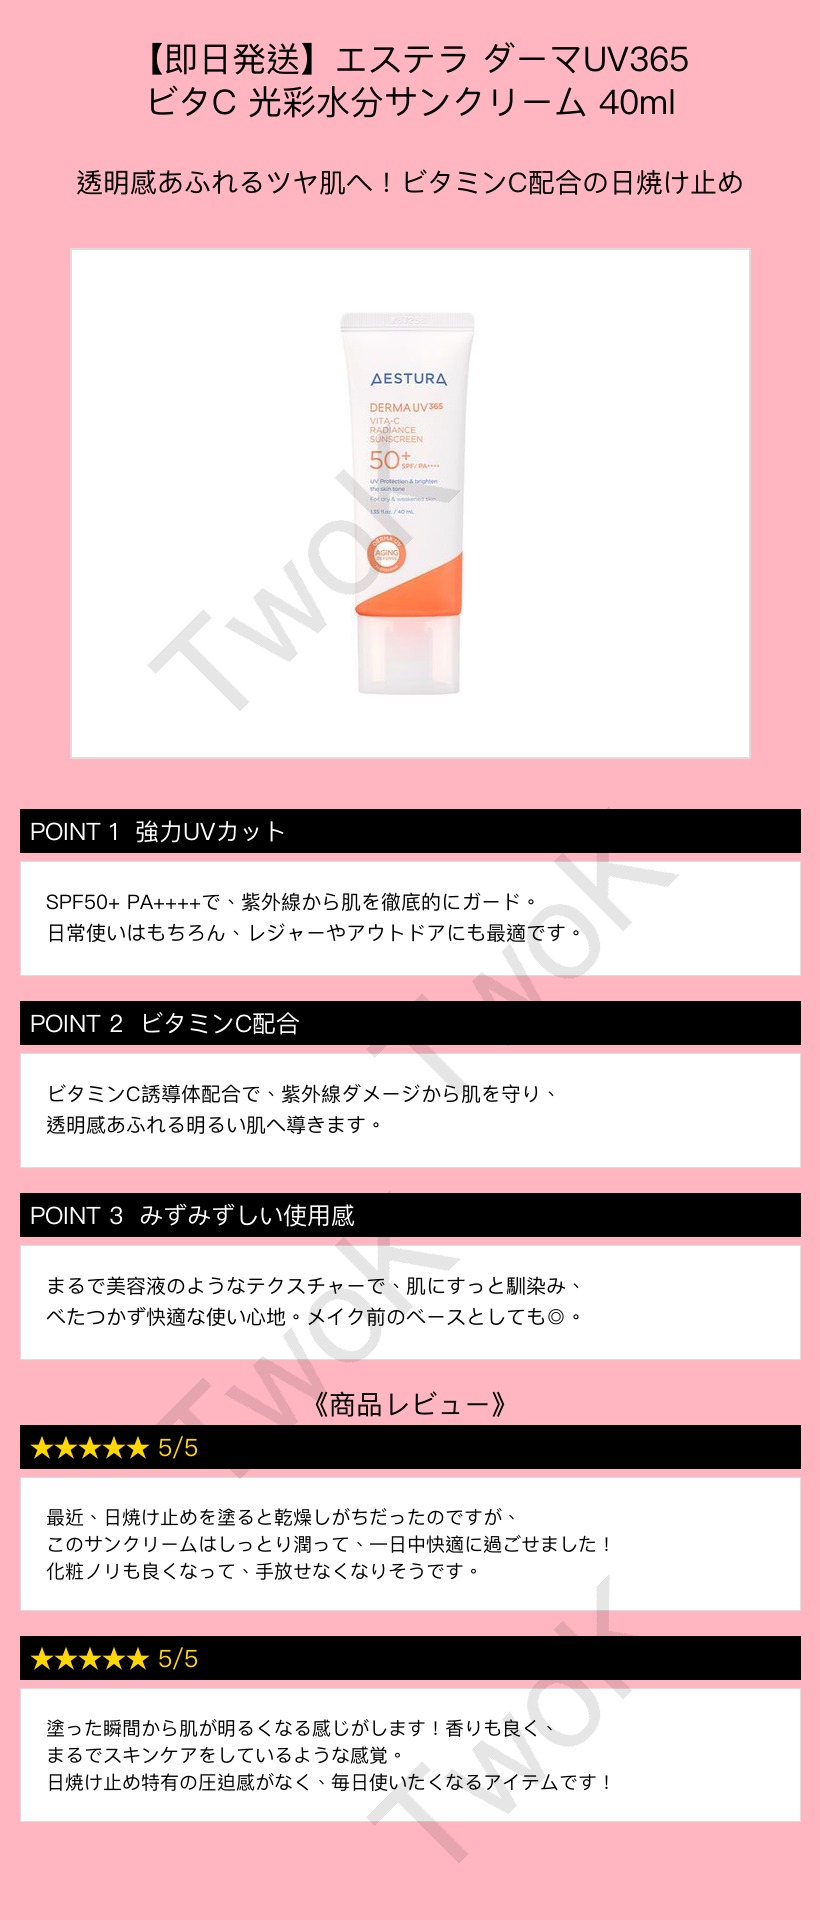 【即日発送】エステラ ダーマUV365
ビタC 光彩水分サンクリーム 40ml
透明感あふれるツヤ肌へ！ビタミンC配合の日焼け止め
AESTURA
DERMA UV365
VITA-C
RADIANCE
SUNSCREEN
50+
SPF/ PA++++
UV Protection & brighten
the skin tone
For dry & weakened skin
1.35 fl.oz. / 40 mL
DERMA UV
AGING
TwoK
POINT 1 強力UVカット
SPF50+ PA++++で、紫外線から肌を徹底的にガード。
日常使いはもちろん、レジャーやアウトドアにも最適です。
TwoK
POINT 2 ビタミンC配合
ビタミンC誘導体配合で、紫外線ダメージから肌を守り、
透明感あふれる明るい肌へ導きます。
POINT 3 みずみずしい使用感
まるで美容液のようなテクスチャーで、肌にすっと馴染み、
べたつかず快適な使い心地。メイク前のベースとしても◎。
TwoK
《商品レビュー》
★★★★★ 5/5
最近、日焼け止めを塗ると乾燥しがちだったのですが、
このサンクリームはしっとり潤って、一日中快適に過ごせました！
化粧ノリも良くなって、手放せなくなりそうです。
★★★★★ 5/5
塗った瞬間から肌が明るくなる感じがします！香りも良く、
まるでスキンケアをしているような感覚。
日焼け止め特有の圧迫感がなく、毎日使いたくなるアイテムです！
TwoK